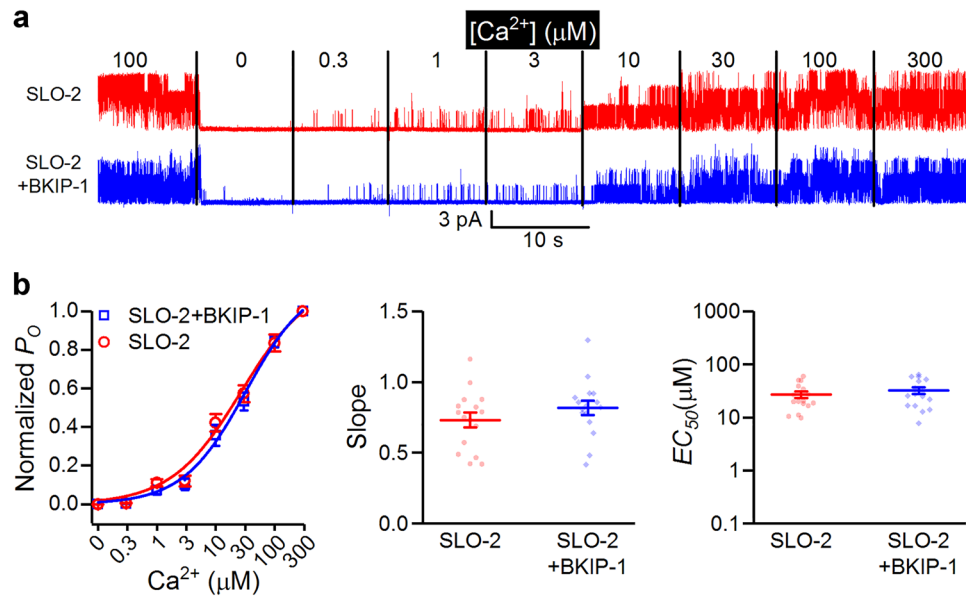 a
[Ca²⁺] (μM)
100 0 0.3 1 3 10 30 100 300
SLO-2
SLO-2
+BKIP-1
3 pA
10 s
b
SLO-2+BKIP-1
SLO-2
Normalized P_O
1.0
0.8
0.6
0.4
0.2
0.0
0 0.3 1 3 10 30 100 300
Ca²⁺ (μM)
Slope
1.5
1.0
0.5
0.0
SLO-2 SLO-2
+BKIP-1
EC₅₀(μM)
1000
100
10
1
0.1
SLO-2 SLO-2
+BKIP-1